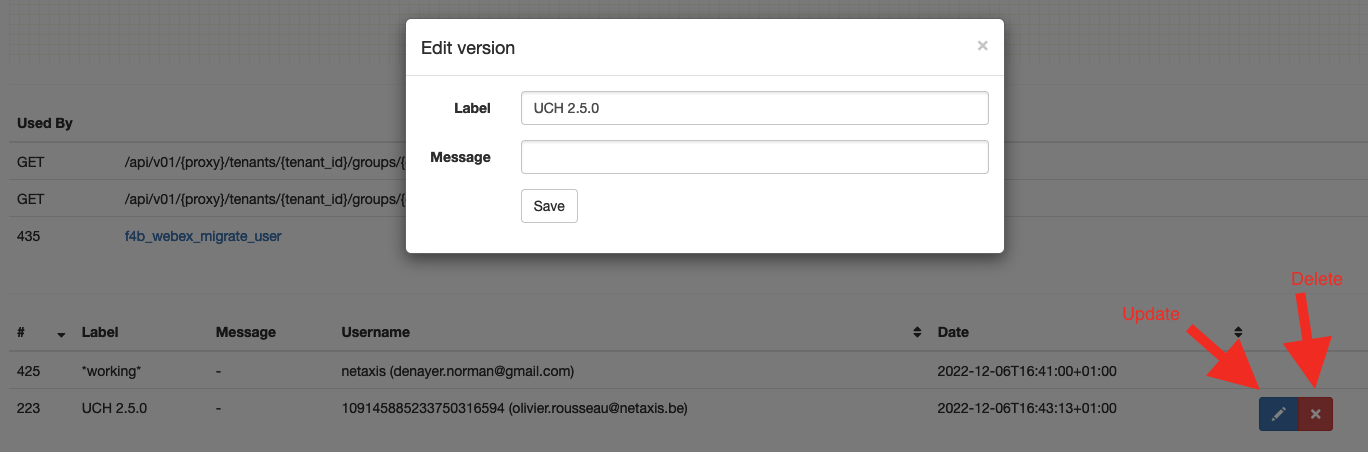 Edit version ×
Label UCH 2.5.0
Message
Save
Used By
GET /api/v01/{proxy}/tenants/{tenant_id}/groups/{
GET /api/v01/{proxy}/tenants/{tenant_id}/groups/{
435 f4b_webex_migrate_user
Delete
Update
# Label Message Username Date
425 *working* - netaxis (denayer.norman@gmail.com) 2022-12-06T16:41:00+01:00
223 UCH 2.5.0 - 109145885233750316594 (olivier.rousseau@netaxis.be) 2022-12-06T16:43:13+01:00